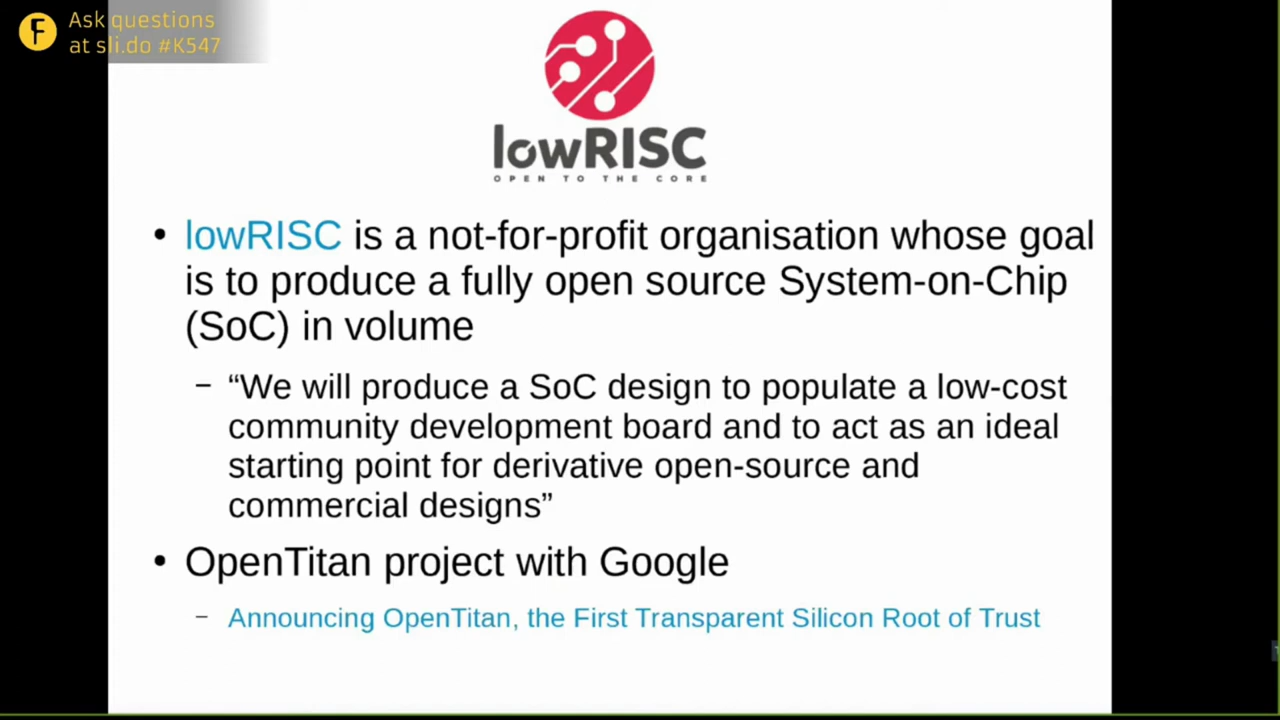 F
Ask questions
at sli.do #K547
lowRISC
OPEN TO THE CORE
• lowRISC is a not-for-profit organisation whose goal
is to produce a fully open source System-on-Chip
(SoC) in volume
– “We will produce a SoC design to populate a low-cost
community development board and to act as an ideal
starting point for derivative open-source and
commercial designs”
• OpenTitan project with Google
– Announcing OpenTitan, the First Transparent Silicon Root of Trust